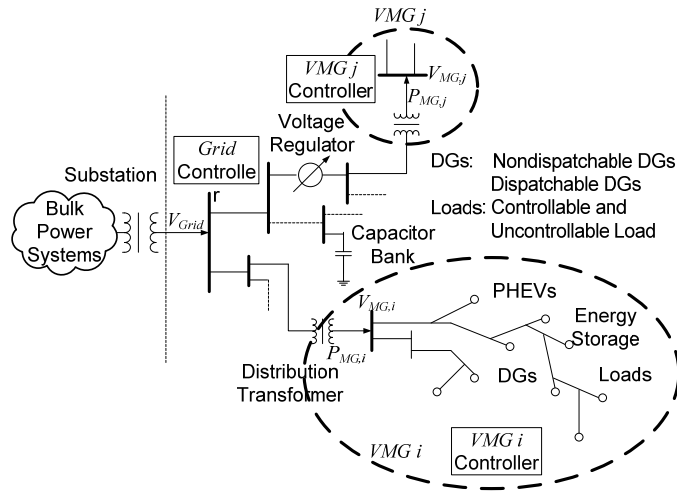 VMG j
VMG j
Controller
V_MG,j
P_MG,j
Voltage
Regulator
Grid
Controlle
r
Substation
DGs: Nondispatchable DGs
Dispatchable DGs
Loads: Controllable and
Uncontrollable Load
Bulk
Power
Systems
V_Grid
Capacitor
Bank
V_MG,i
PHEVs
Energy
Storage
P_MG,i
Distribution
Transformer
DGs
Loads
VMG i
VMG i
Controller